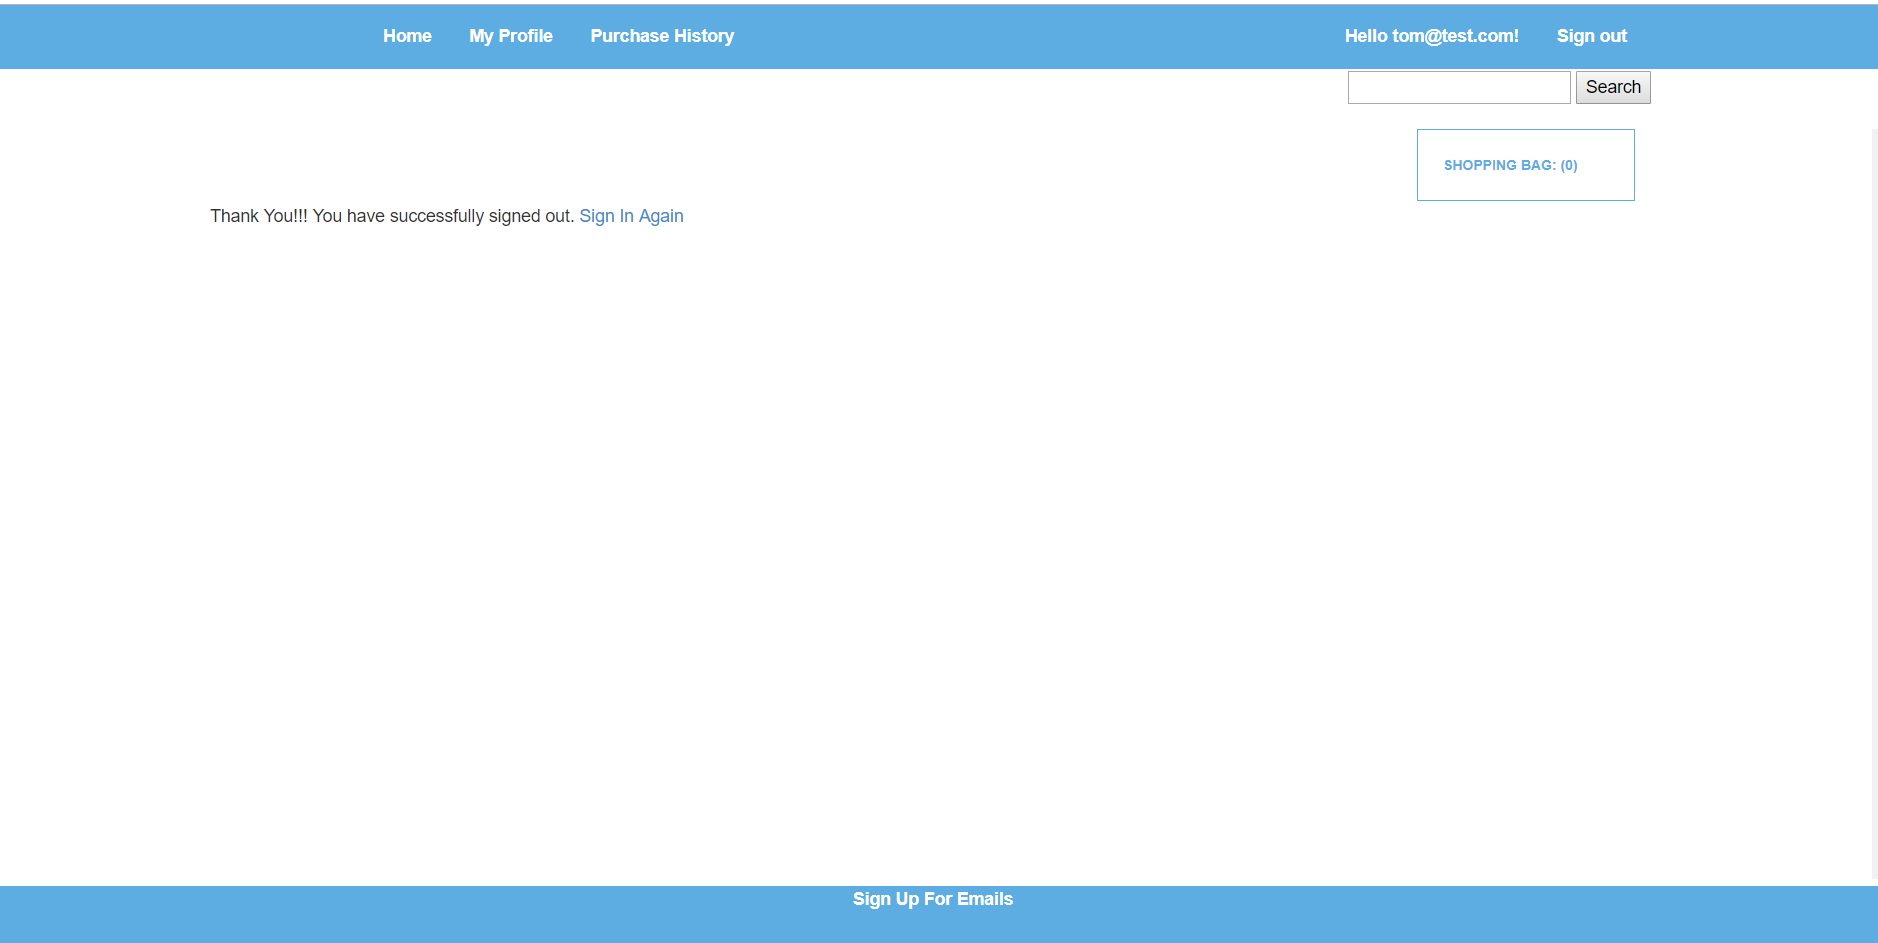 Home My Profile Purchase History Hello tom@test.com! Sign out
Search
SHOPPING BAG: (0)
Thank You!!! You have successfully signed out. Sign In Again
Sign Up For Emails